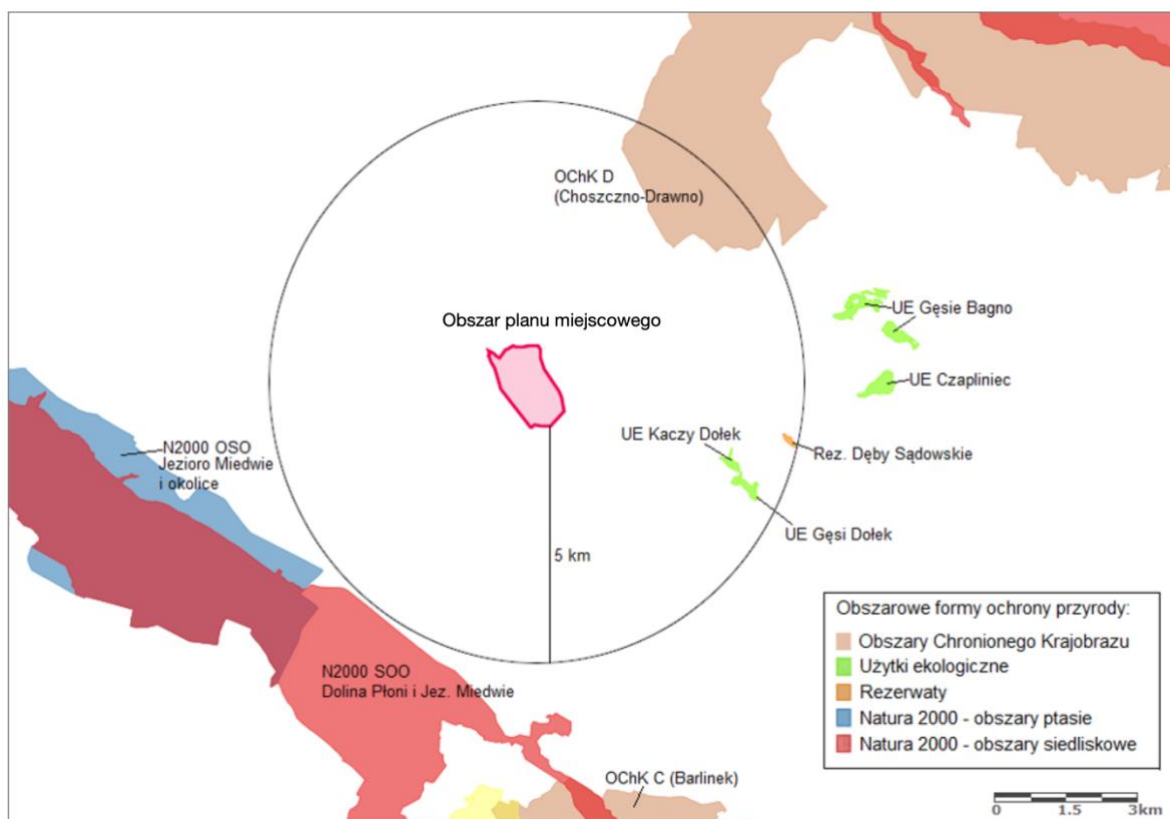 OChK D
(Choszczno-Drawno)
UE Gęsie Bagno
Obszar planu miejscowego
UE Czapliniec
UE Kaczy Dołek
N2000 OSO
Jezioro Miedwie
i okolice
Rez. Dęby Sądowskie
UE Gęsi Dołek
5 km
N2000 SOO
Dolina Płoni i Jez. Miedwie
OChK C (Barlinek)
Obszarowe formy ochrony przyrody:
Obszary Chronionego Krajobrazu
Użytki ekologiczne
Rezerwaty
Natura 2000 - obszary ptasie
Natura 2000 - obszary siedliskowe
0 1.5 3km